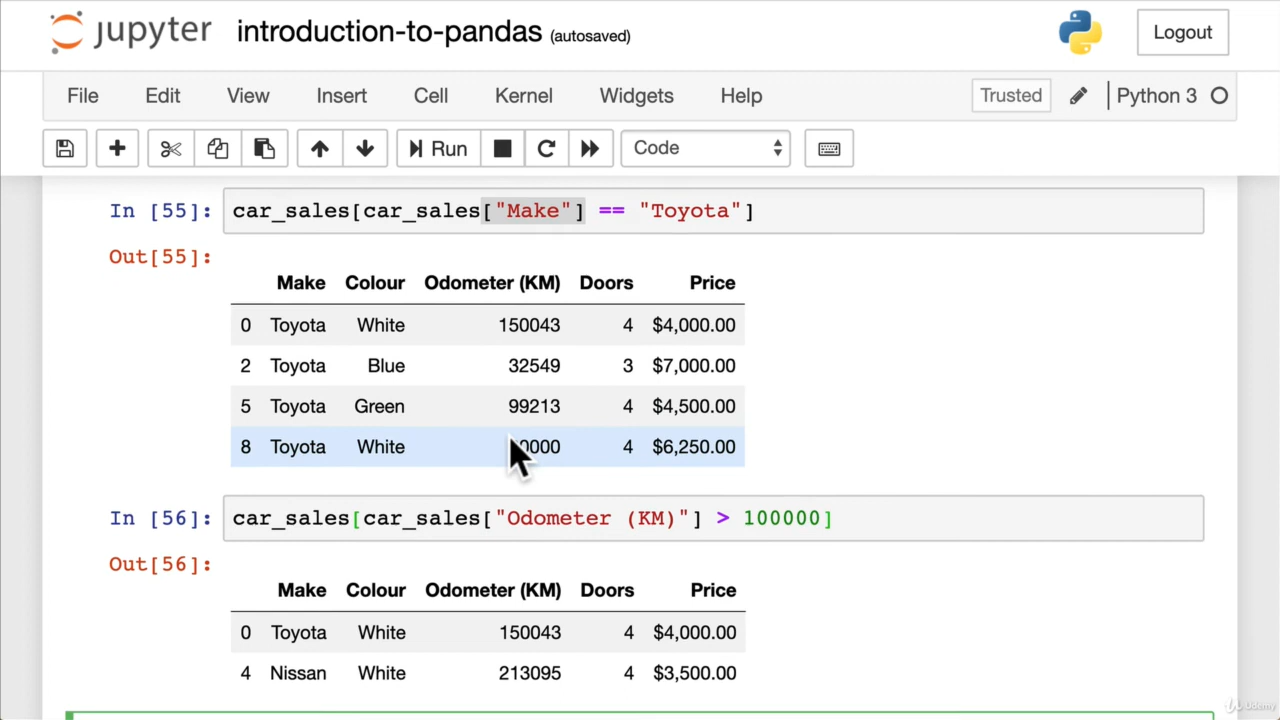 jupyter introduction-to-pandas (autosaved) Logout
File Edit View Insert Cell Kernel Widgets Help Trusted Python 3
Run Code
In [55]: car_sales[car_sales["Make"] == "Toyota"]
Out[55]:
Make Colour Odometer (KM) Doors Price
0 Toyota White 150043 4 $4,000.00
2 Toyota Blue 32549 3 $7,000.00
5 Toyota Green 99213 4 $4,500.00
8 Toyota White 0000 4 $6,250.00
In [56]: car_sales[car_sales["Odometer (KM)"] > 100000]
Out[56]:
Make Colour Odometer (KM) Doors Price
0 Toyota White 150043 4 $4,000.00
4 Nissan White 213095 4 $3,500.00
Udemy